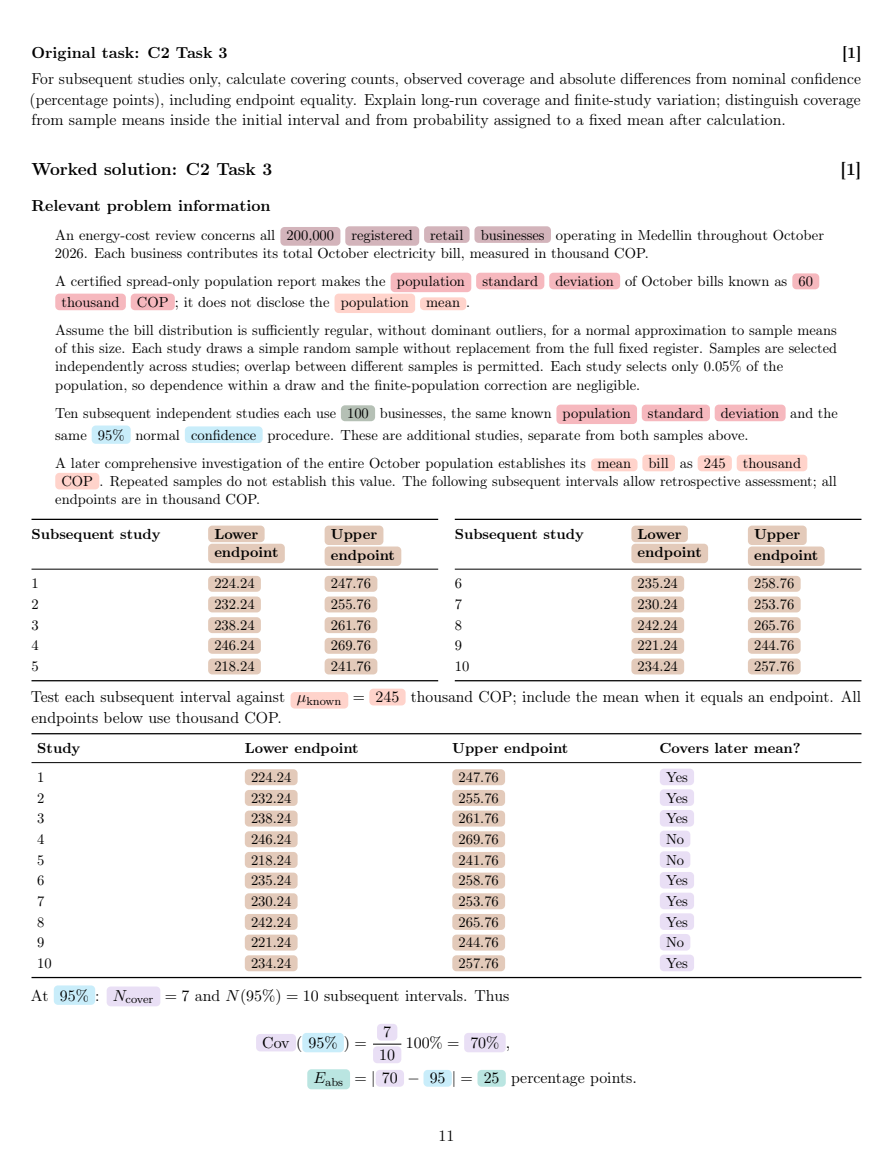 Original task: C2 Task 3 [1]
For subsequent studies only, calculate covering counts, observed coverage and absolute differences from nominal confidence
(percentage points), including endpoint equality. Explain long-run coverage and finite-study variation; distinguish coverage
from sample means inside the initial interval and from probability assigned to a fixed mean after calculation.
Worked solution: C2 Task 3 [1]
Relevant problem information
An energy-cost review concerns all 200,000 registered retail businesses operating in Medellin throughout October
2026. Each business contributes its total October electricity bill, measured in thousand COP.
A certified spread-only population report makes the population standard deviation of October bills known as 60
thousand COP; it does not disclose the population mean.
Assume the bill distribution is sufficiently regular, without dominant outliers, for a normal approximation to sample means
of this size. Each study draws a simple random sample without replacement from the full fixed register. Samples are selected
independently across studies; overlap between different samples is permitted. Each study selects only 0.05% of the
population, so dependence within a draw and the finite-population correction are negligible.
Ten subsequent independent studies each use 100 businesses, the same known population standard deviation and the
same 95% normal confidence procedure. These are additional studies, separate from both samples above.
A later comprehensive investigation of the entire October population establishes its mean bill as 245 thousand
COP. Repeated samples do not establish this value. The following subsequent intervals allow retrospective assessment; all
endpoints are in thousand COP.
Subsequent study Lower endpoint Upper endpoint
1 224.24 247.76
2 232.24 255.76
3 238.24 261.76
4 246.24 269.76
5 218.24 241.76
Subsequent study Lower endpoint Upper endpoint
6 235.24 258.76
7 230.24 253.76
8 242.24 265.76
9 221.24 244.76
10 234.24 257.76
Test each subsequent interval against μknown = 245 thousand COP; include the mean when it equals an endpoint. All
endpoints below use thousand COP.
Study Lower endpoint Upper endpoint Covers later mean?
1 224.24 247.76 Yes
2 232.24 255.76 Yes
3 238.24 261.76 Yes
4 246.24 269.76 No
5 218.24 241.76 No
6 235.24 258.76 Yes
7 230.24 253.76 Yes
8 242.24 265.76 Yes
9 221.24 244.76 No
10 234.24 257.76 Yes
At 95%: Ncover = 7 and N(95%) = 10 subsequent intervals. Thus
Cov(95%) = 7/10 100% = 70%,
Eabs = |70 − 95| = 25 percentage points.
11